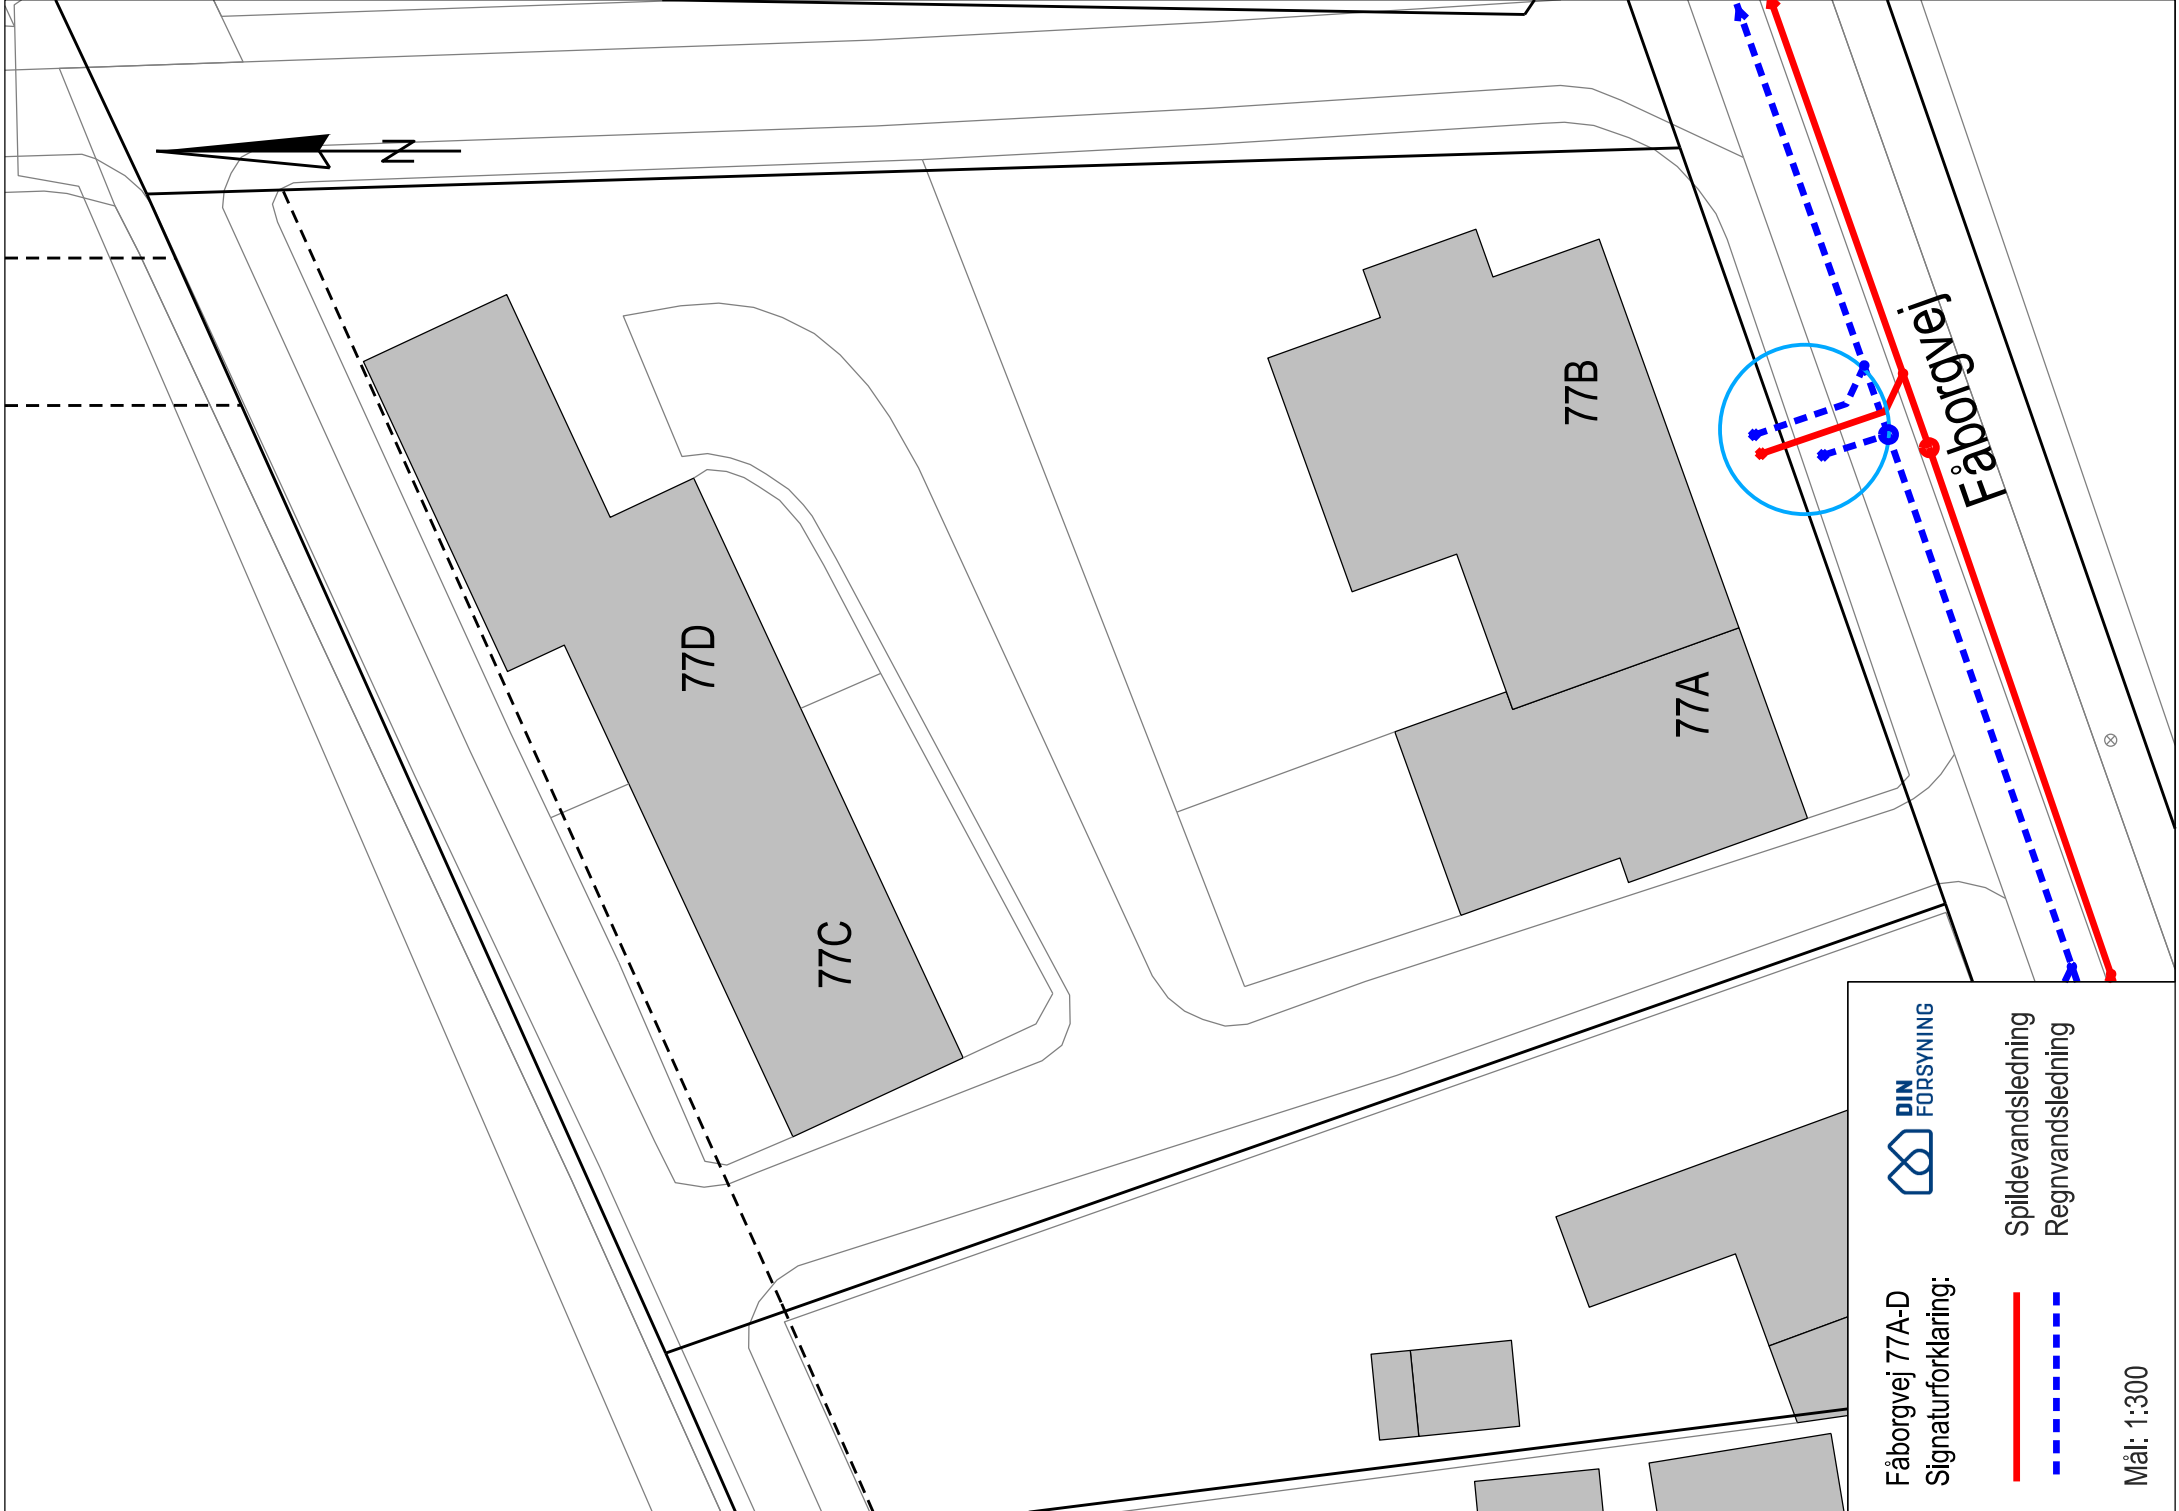 N
77D
77C
77B
77A
Fåborgvej
DIN
FORSYNING
Fåborgvej 77A-D
Signaturforklaring:
Spildevandsledning
Regnvandsledning
Mål: 1:300